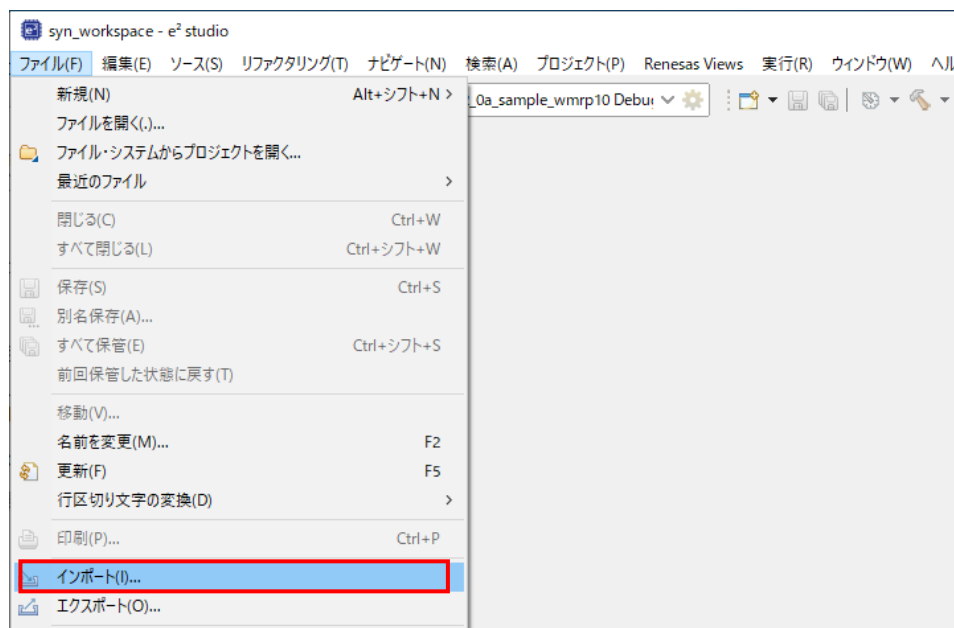 syn_workspace - e² studio
ファイル(F) 編集(E) ソース(S) リファクタリング(T) ナビゲート(N) 検索(A) プロジェクト(P) Renesas Views 実行(R) ウィンドウ(W)
新規(N) Alt+シフト+N >
_0a_sample_wmrp10
ファイルを開く(.)...
ファイル・システムからプロジェクトを開く...
最近のファイル >
閉じる(C) Ctrl+W
すべて閉じる(L) Ctrl+シフト+W
保存(S) Ctrl+S
別名保存(A)...
すべて保管(E) Ctrl+シフト+S
前回保管した状態に戻す(T)
移動(V)...
名前を変更(M)... F2
更新(F) F5
行区切り文字の変換(D) >
印刷(P)... Ctrl+P
インポート(I)...
エクスポート(O)...